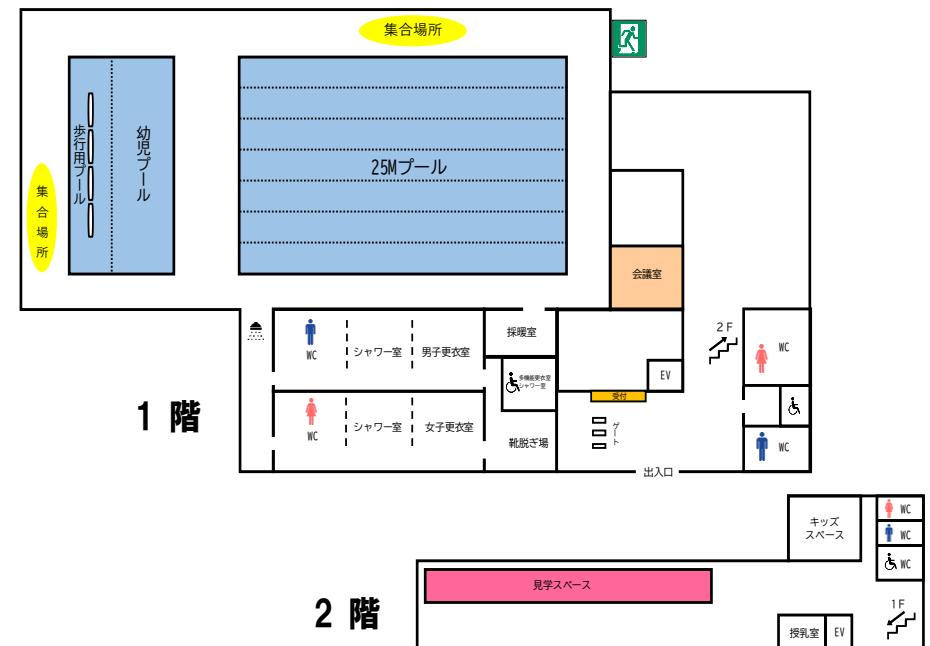 集合場所
歩行用プール
幼児プール
25Mプール
集合場所
会議室
採暖室
2F
WC
シャワー室
男子更衣室
多機能更衣室
シャワー室
EV
WC
受付
1 階
WC
シャワー室
女子更衣室
靴脱ぎ場
ゲート
WC
出入口
キッズ
スペース
WC
WC
WC
見学スペース
2 階
1F
授乳室
EV